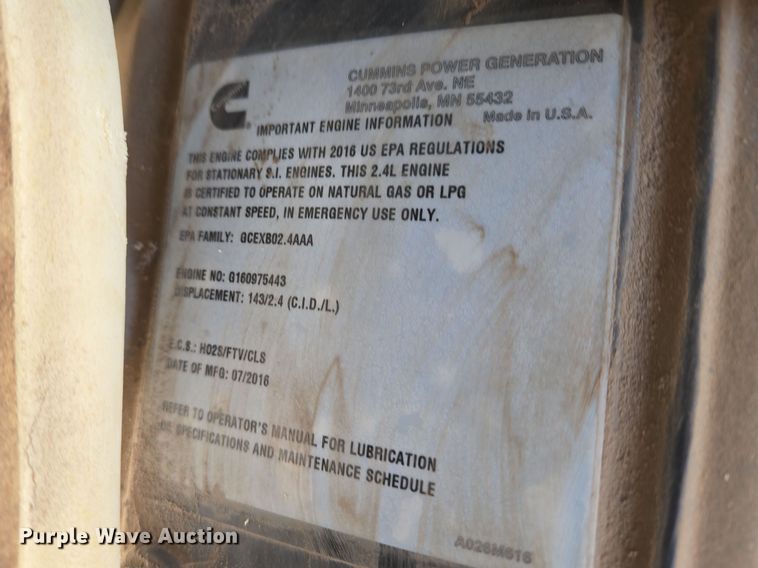 CUMMINS POWER GENERATION
1400 73rd Ave. NE
Minneapolis, MN 55432
Made in U.S.A.
IMPORTANT ENGINE INFORMATION
THIS ENGINE COMPLIES WITH 2016 US EPA REGULATIONS
FOR STATIONARY S.I. ENGINES. THIS 2.4L ENGINE
IS CERTIFIED TO OPERATE ON NATURAL GAS OR LPG
AT CONSTANT SPEED, IN EMERGENCY USE ONLY.
EPA FAMILY: GCEXB02.4AAA
ENGINE NO: G160975443
DISPLACEMENT: 143/2.4 (C.I.D./L.)
E.C.S.: HO2S/FTV/CLS
DATE OF MFG: 07/2016
REFER TO OPERATOR'S MANUAL FOR LUBRICATION
OIL SPECIFICATIONS AND MAINTENANCE SCHEDULE
A026M616
Purple Wave Auction